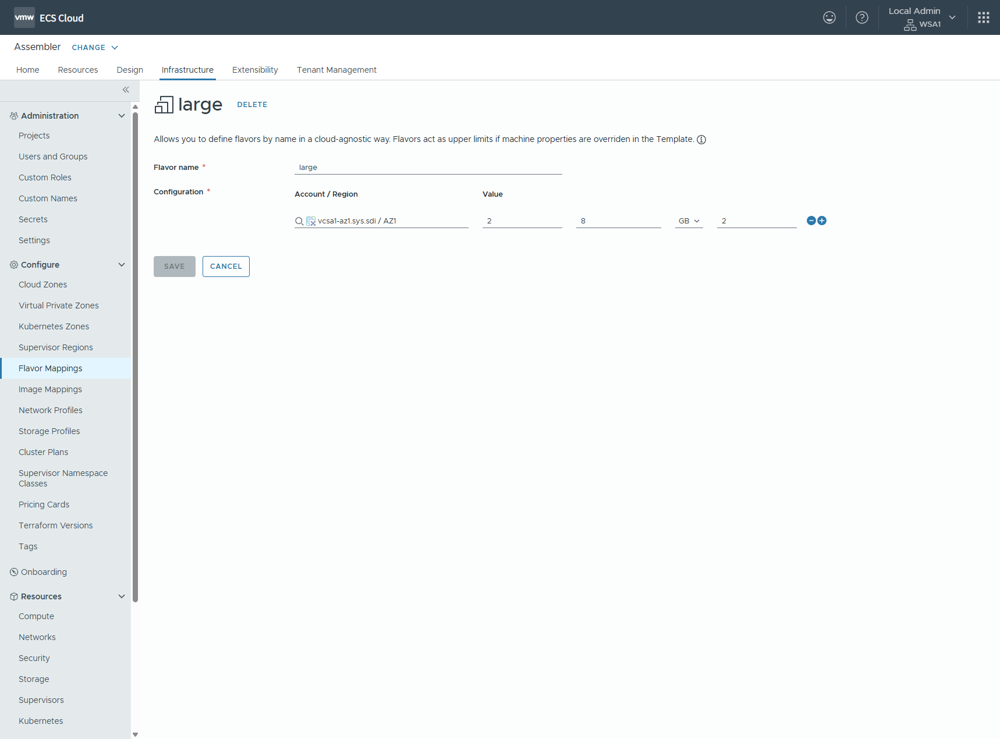 vmw ECS Cloud
Local Admin
WSA1
Assembler CHANGE
Home Resources Design Infrastructure Extensibility Tenant Management
Administration
Projects
Users and Groups
Custom Roles
Custom Names
Secrets
Settings
Configure
Cloud Zones
Virtual Private Zones
Kubernetes Zones
Supervisor Regions
Flavor Mappings
Image Mappings
Network Profiles
Storage Profiles
Cluster Plans
Supervisor Namespace
Classes
Pricing Cards
Terraform Versions
Tags
Onboarding
Resources
Compute
Networks
Security
Storage
Supervisors
Kubernetes
large DELETE
Allows you to define flavors by name in a cloud-agnostic way. Flavors act as upper limits if machine properties are overriden in the Template.
Flavor name * large
Configuration * Account / Region Value
vcsa1-az1.sys.sdi / AZ1 2 8 GB 2
SAVE CANCEL